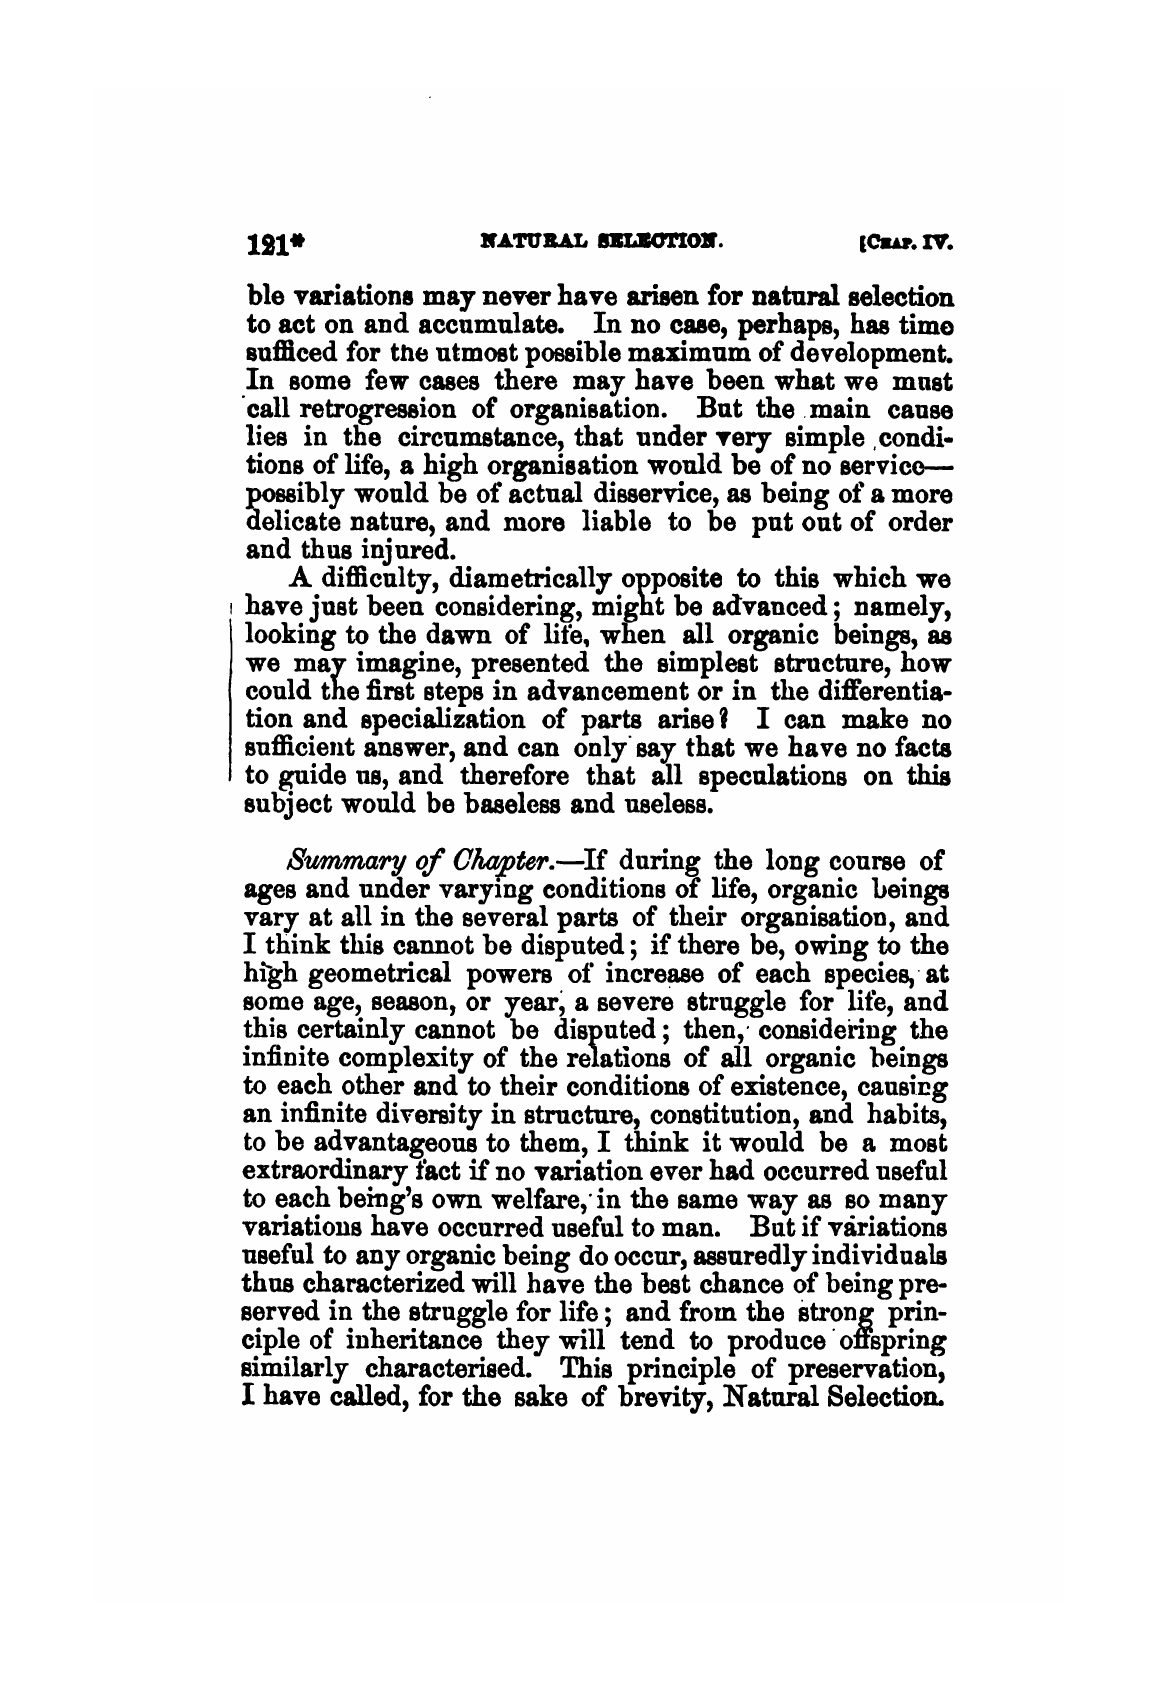 121* NATURAL SELECTION. [CHAP. IV.
ble variations may never have arisen for natural selection
to act on and accumulate. In no case, perhaps, has time
sufficed for the utmost possible maximum of development.
In some few cases there may have been what we must
call retrogression of organisation. But the main cause
lies in the circumstance, that under very simple condi-
tions of life, a high organisation would be of no service—
possibly would be of actual disservice, as being of a more
delicate nature, and more liable to be put out of order
and thus injured.
A difficulty, diametrically opposite to this which we
have just been considering, might be advanced; namely,
looking to the dawn of life, when all organic beings, as
we may imagine, presented the simplest structure, how
could the first steps in advancement or in the differentia-
tion and specialization of parts arise? I can make no
sufficient answer, and can only say that we have no facts
to guide us, and therefore that all speculations on this
subject would be baseless and useless.
Summary of Chapter.—If during the long course of
ages and under varying conditions of life, organic beings
vary at all in the several parts of their organisation, and
I think this cannot be disputed; if there be, owing to the
high geometrical powers of increase of each species, at
some age, season, or year, a severe struggle for life, and
this certainly cannot be disputed; then, considering the
infinite complexity of the relations of all organic beings
to each other and to their conditions of existence, causing
an infinite diversity in structure, constitution, and habits,
to be advantageous to them, I think it would be a most
extraordinary fact if no variation ever had occurred useful
to each being's own welfare, in the same way as so many
variations have occurred useful to man. But if variations
useful to any organic being do occur, assuredly individuals
thus characterized will have the best chance of being pre-
served in the struggle for life; and from the strong prin-
ciple of inheritance they will tend to produce offspring
similarly characterised. This principle of preservation,
I have called, for the sake of brevity, Natural Selection.